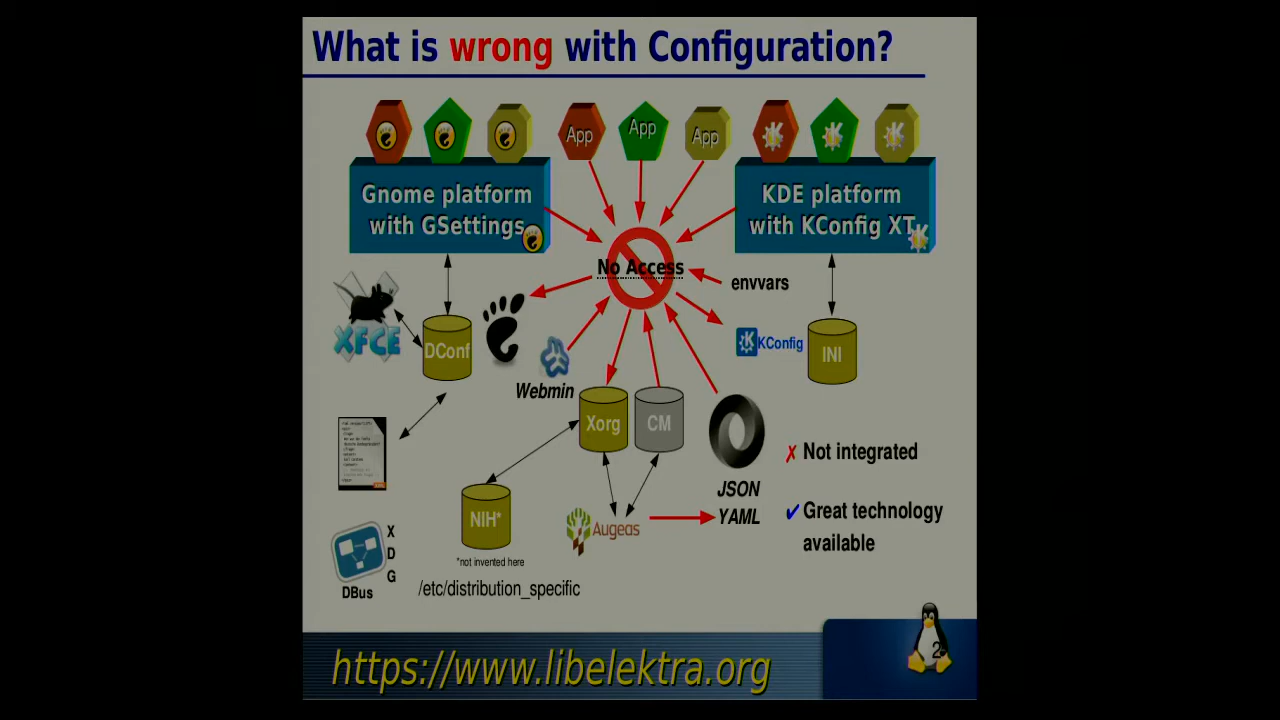 What is wrong with Configuration?
App
App
App
Gnome platform
with GSettings
KDE platform
with KConfig XT
No Access
envvars
XFCE
DConf
KConfig
INI
Webmin
Xorg
CM
Not integrated
JSON
YAML
Great technology
available
NIH*
Augeas
*not invented here
X
D
G
DBus
/etc/distribution_specific
https://www.libelektra.org
2